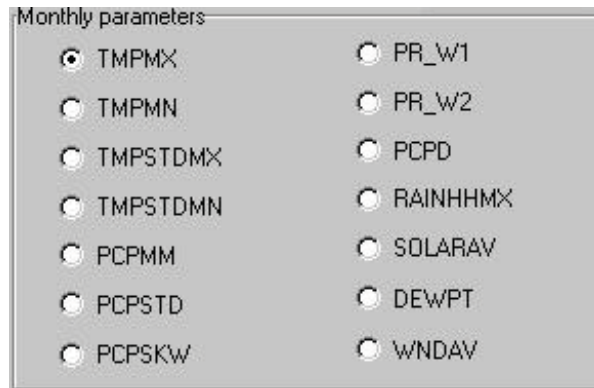 Monthly parameters
TMPMX
TMPMN
TMPSTDMX
TMPSTDMN
PCPMM
PCPSTD
PCPSKW
PR_W1
PR_W2
PCPD
RAINHHMX
SOLARAV
DEWPT
WNDAV